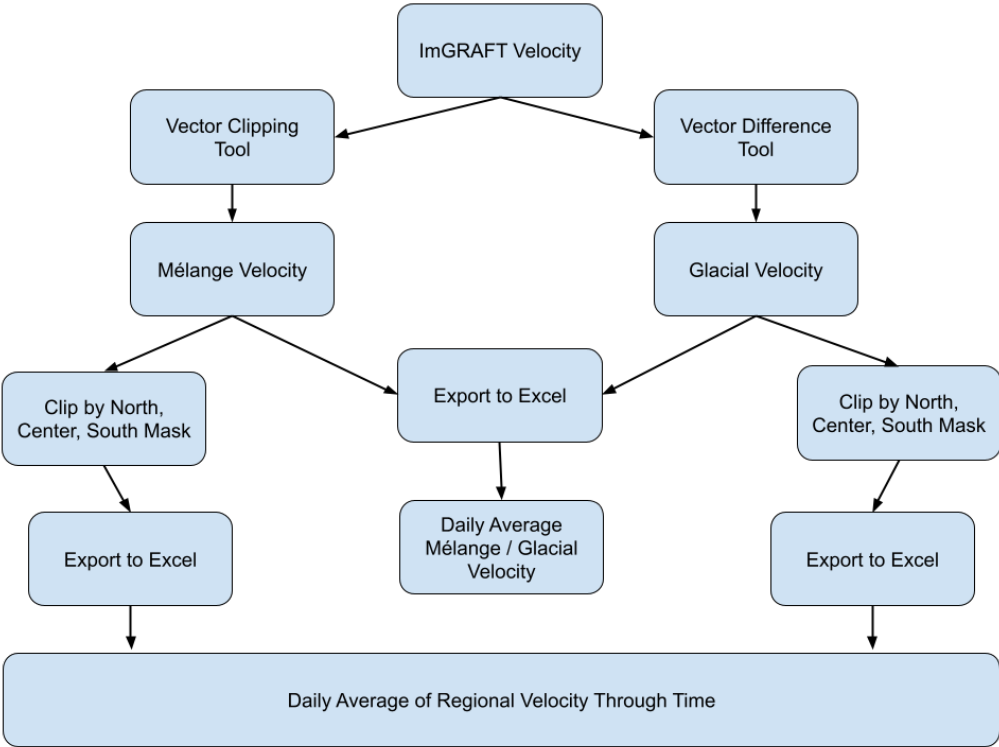 ImGRAFT Velocity
Vector Clipping
Tool
Vector Difference
Tool
Mélange Velocity
Glacial Velocity
Clip by North,
Center, South Mask
Export to Excel
Clip by North,
Center, South Mask
Export to Excel
Daily Average
Mélange / Glacial
Velocity
Export to Excel
Daily Average of Regional Velocity Through Time